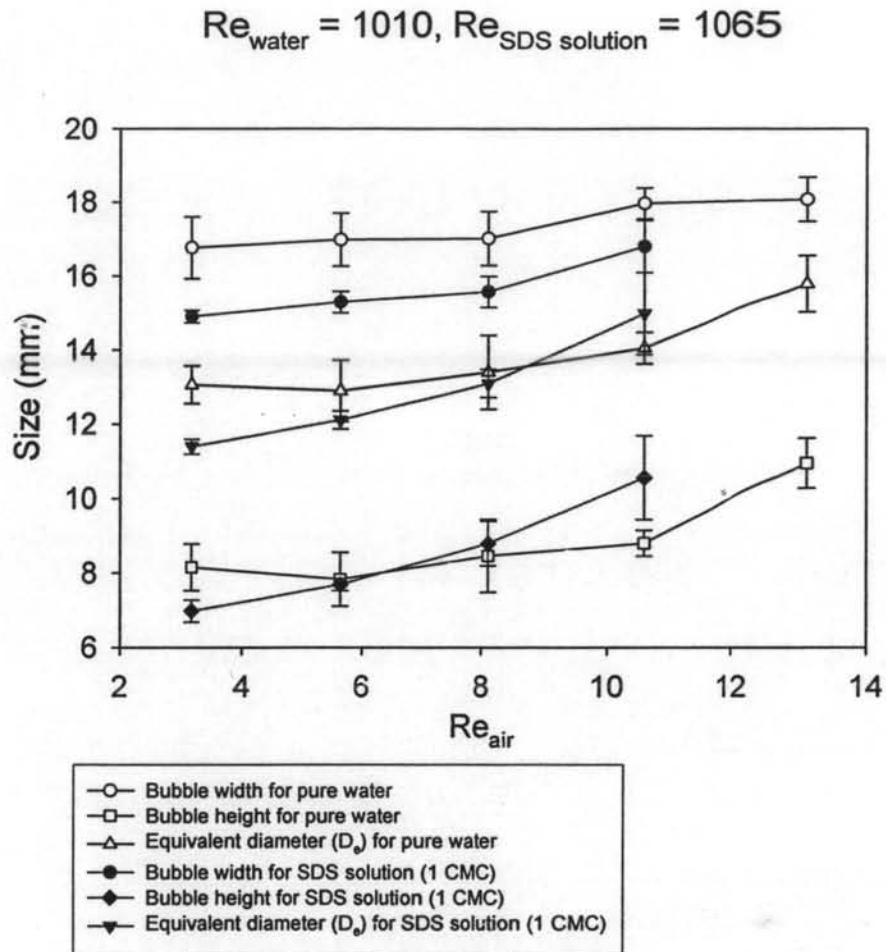 Re_water = 1010, Re_SDS solution = 1065
20
18
16
14
12
10
8
6
Size (mm)
2 4 6 8 10 12 14
Re_air
Bubble width for pure water
Bubble height for pure water
Equivalent diameter (D_e) for pure water
Bubble width for SDS solution (1 CMC)
Bubble height for SDS solution (1 CMC)
Equivalent diameter (D_e) for SDS solution (1 CMC)